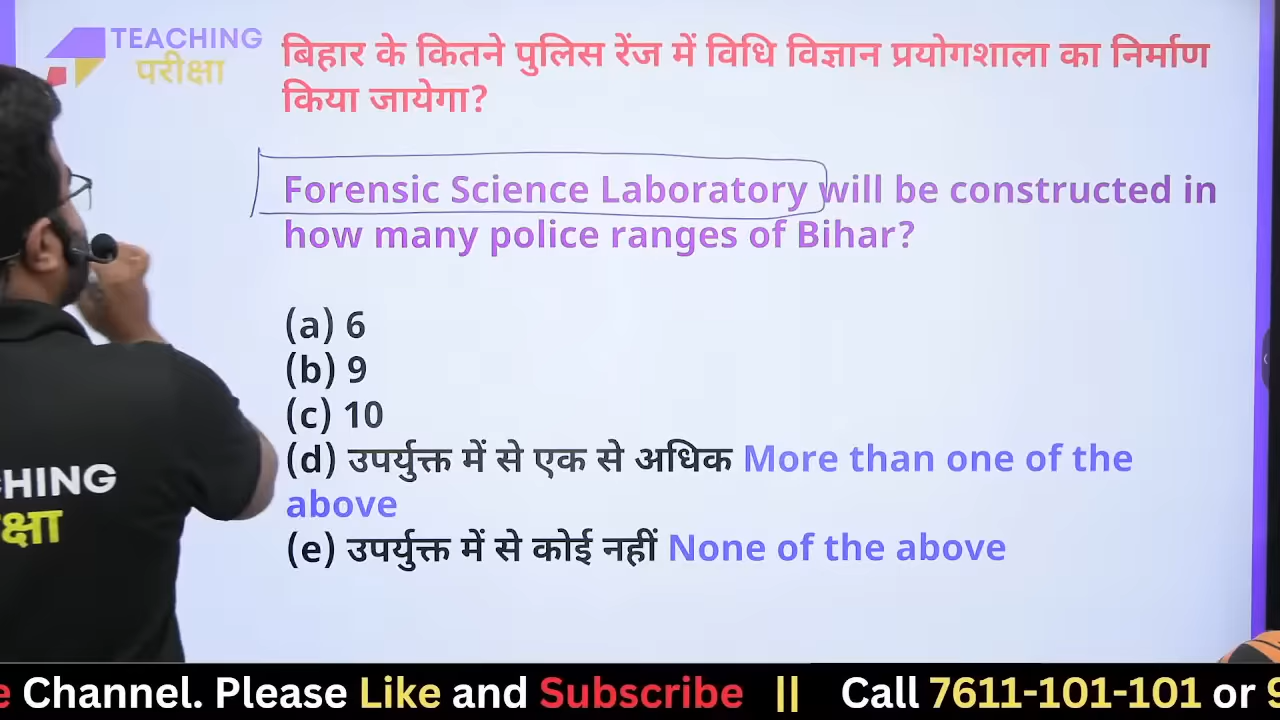 TEACHING
परीक्षा
बिहार के कितने पुलिस रेंज में विधि विज्ञान प्रयोगशाला का निर्माण
किया जायेगा?
Forensic Science Laboratory will be constructed in
how many police ranges of Bihar?
(a) 6
(b) 9
(c) 10
(d) उपर्युक्त में से एक से अधिक More than one of the
above
(e) उपर्युक्त में से कोई नहीं None of the above
CHING
क्षा
Channel. Please Like and Subscribe || Call 7611-101-101 or